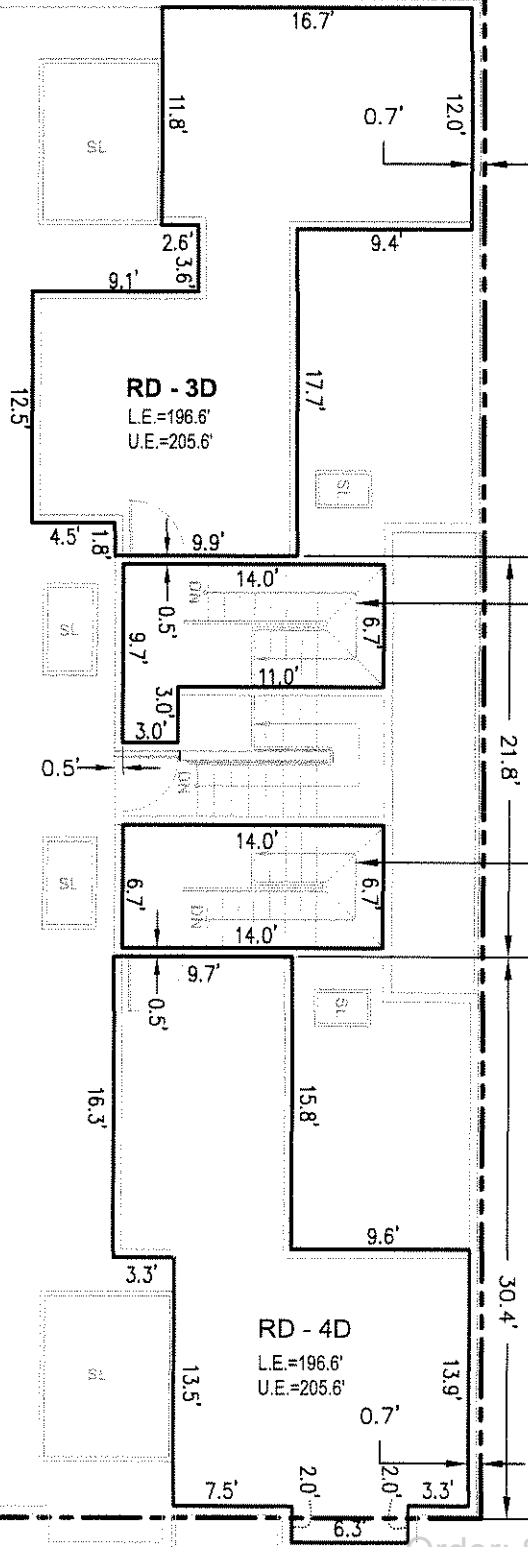 16.7'
11.8'
12.0'
0.7'
SL
2.6'
3.6'
9.4'
9.1'
12.5'
RD - 3D
L.E.=196.6'
U.E.=205.6'
17.7'
SL
4.5'
1.8'
9.9'
14.0'
DN
0.5'
6.7'
SL
9.7'
11.0'
3.0'
3.0'
21.8'
0.5'
DN
14.0'
SL
6.7'
6.7'
DN
14.0'
9.7'
0.5'
SL
16.3'
15.8'
9.6'
3.3'
30.4'
RD - 4D
L.E.=196.6'
U.E.=205.6'
SL
13.5'
13.9'
0.7'
7.5'
2.0'
2.0'
3.3'
6.3'
Order: